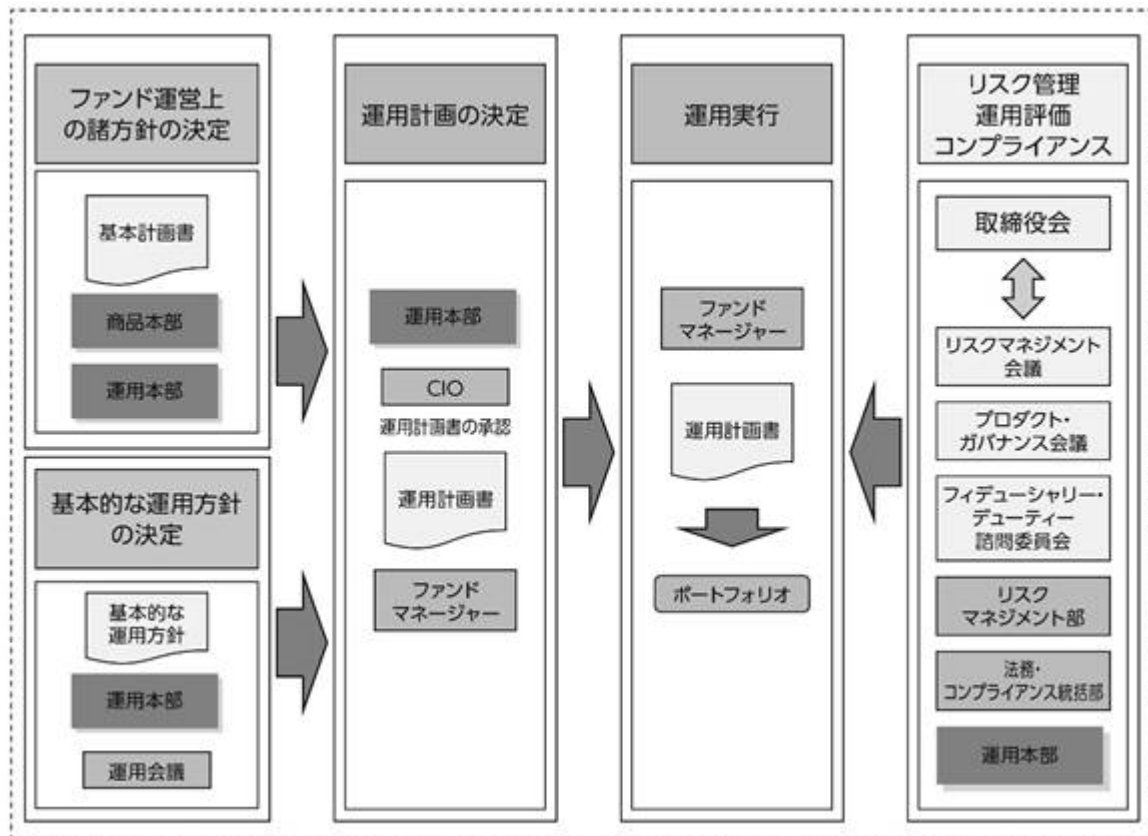 ファンド運営上
の諸方針の決定
基本計画書
商品本部
運用本部
基本的な運用方針
の決定
基本的な
運用方針
運用本部
運用会議
運用計画の決定
運用本部
CIO
運用計画書の承認
運用計画書
ファンド
マネージャー
運用実行
ファンド
マネージャー
運用計画書
ポートフォリオ
リスク管理
運用評価
コンプライアンス
取締役会
リスクマネジメント
会議
プロダクト・
ガバナンス会議
フィデューシャリー・
デューティー
諮問委員会
リスク
マネジメント部
法務・
コンプライアンス統括部
運用本部